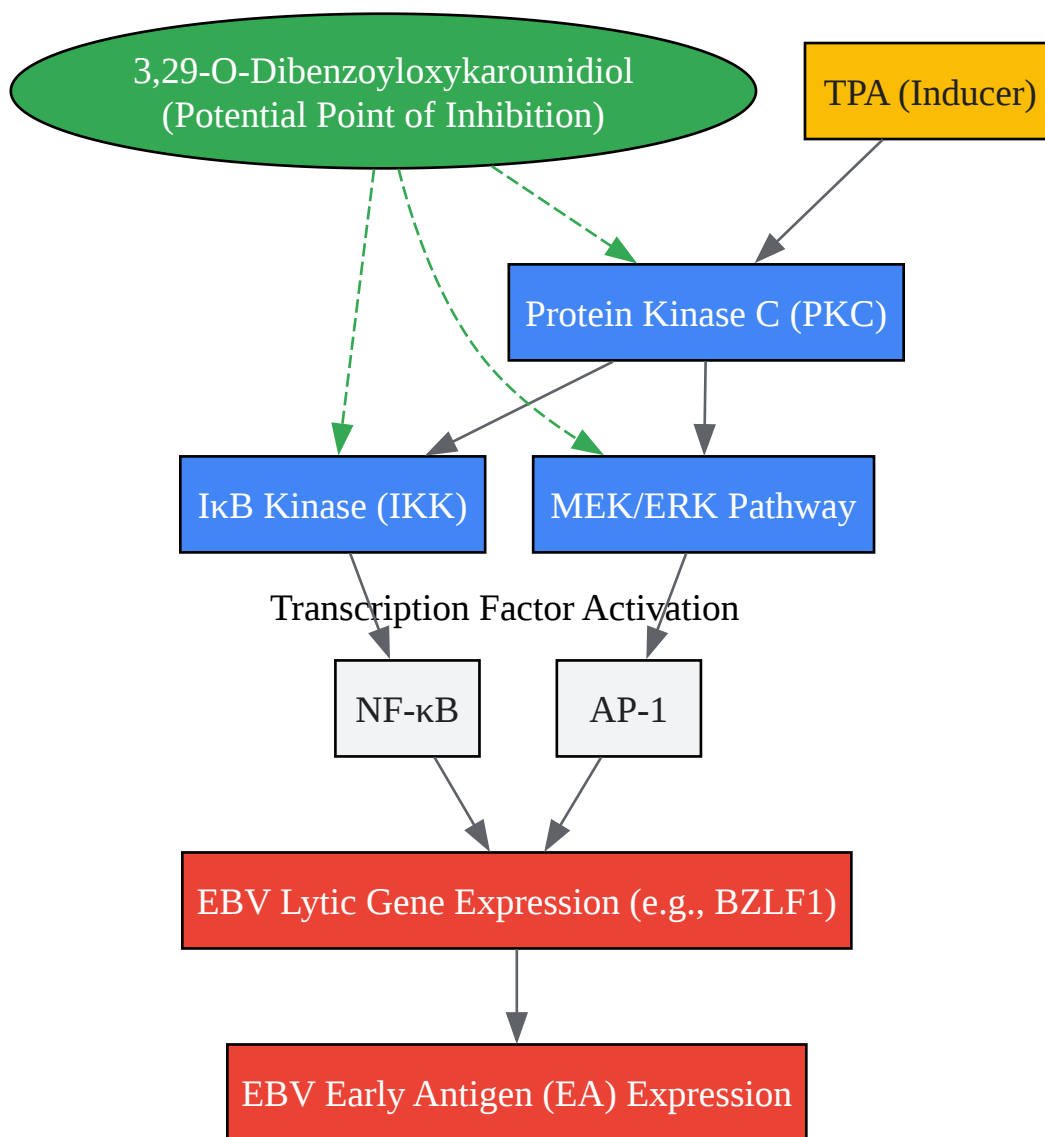 3,29-O-Dibenzoyloxykarounidiol
(Potential Point of Inhibition)
TPA (Inducer)
Protein Kinase C (PKC)
IκB Kinase (IKK)
MEK/ERK Pathway
Transcription Factor Activation
NF-κB
AP-1
EBV Lytic Gene Expression (e.g., BZLF1)
EBV Early Antigen (EA) Expression